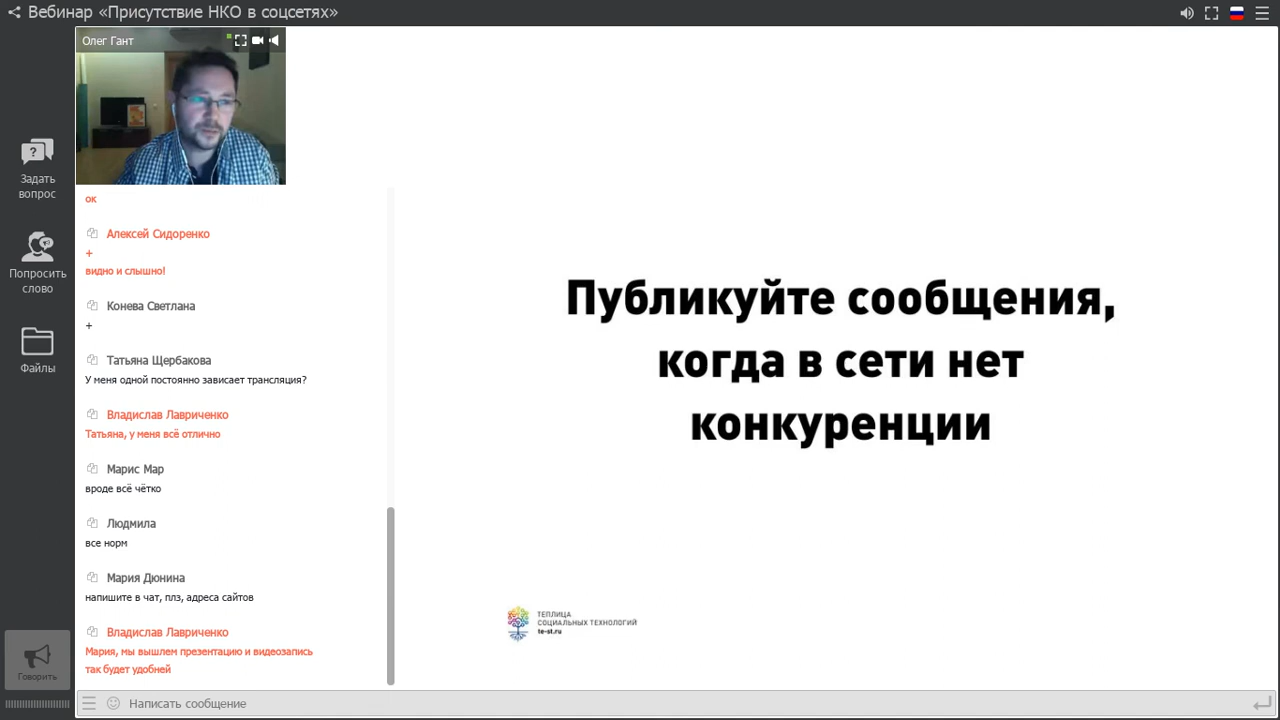 Вебинар «Присутствие НКО в соцсетях»
Олег Гант
Задать
вопрос
Попросить
слово
Файлы
Говорить
ок
Алексей Сидоренко
+
видно и слышно!
Конева Светлана
+
Татьяна Щербакова
У меня одной постоянно зависает трансляция?
Владислав Лавриченко
Татьяна, у меня всё отлично
Марис Мар
вроде всё чётко
Людмила
все норм
Мария Дюнина
напишите в чат, плз, адреса сайтов
Владислав Лавриченко
Мария, мы вышлем презентацию и видеозапись
так будет удобней
Написать сообщение
Публикуйте сообщения,
когда в сети нет
конкуренции
ТЕПЛИЦА
СОЦИАЛЬНЫХ ТЕХНОЛОГИЙ
te-st.ru